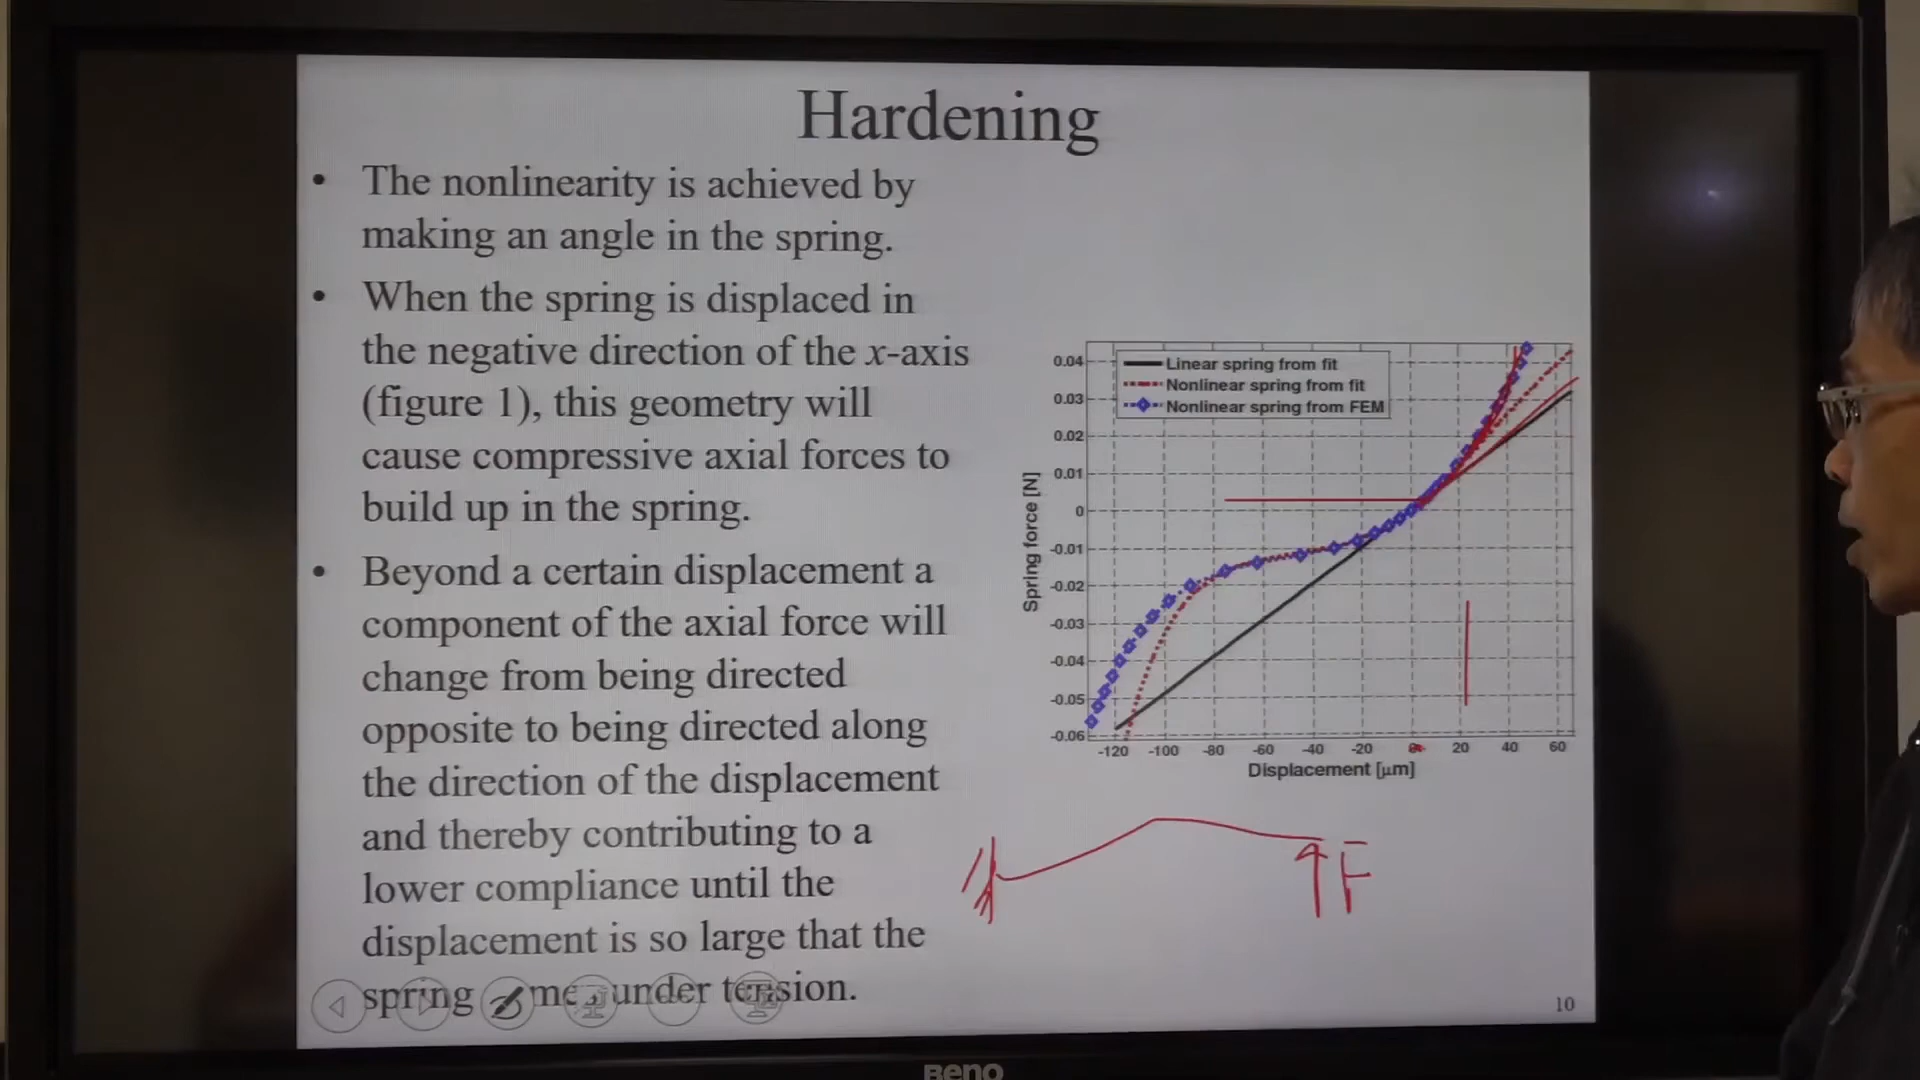 Hardening
• The nonlinearity is achieved by
making an angle in the spring.
• When the spring is displaced in
the negative direction of the x-axis
(figure 1), this geometry will
cause compressive axial forces to
build up in the spring.
• Beyond a certain displacement a
component of the axial force will
change from being directed
opposite to being directed along
the direction of the displacement
and thereby contributing to a
lower compliance until the
displacement is so large that the
spring under tension.
Linear spring from fit
Nonlinear spring from fit
Nonlinear spring from FEM
Spring force [N]
0.04
0.03
0.02
0.01
0
-0.01
-0.02
-0.03
-0.04
-0.05
-0.06
-120 -100 -80 -60 -40 -20 0 20 40 60
Displacement [μm]
F
10
BenQ